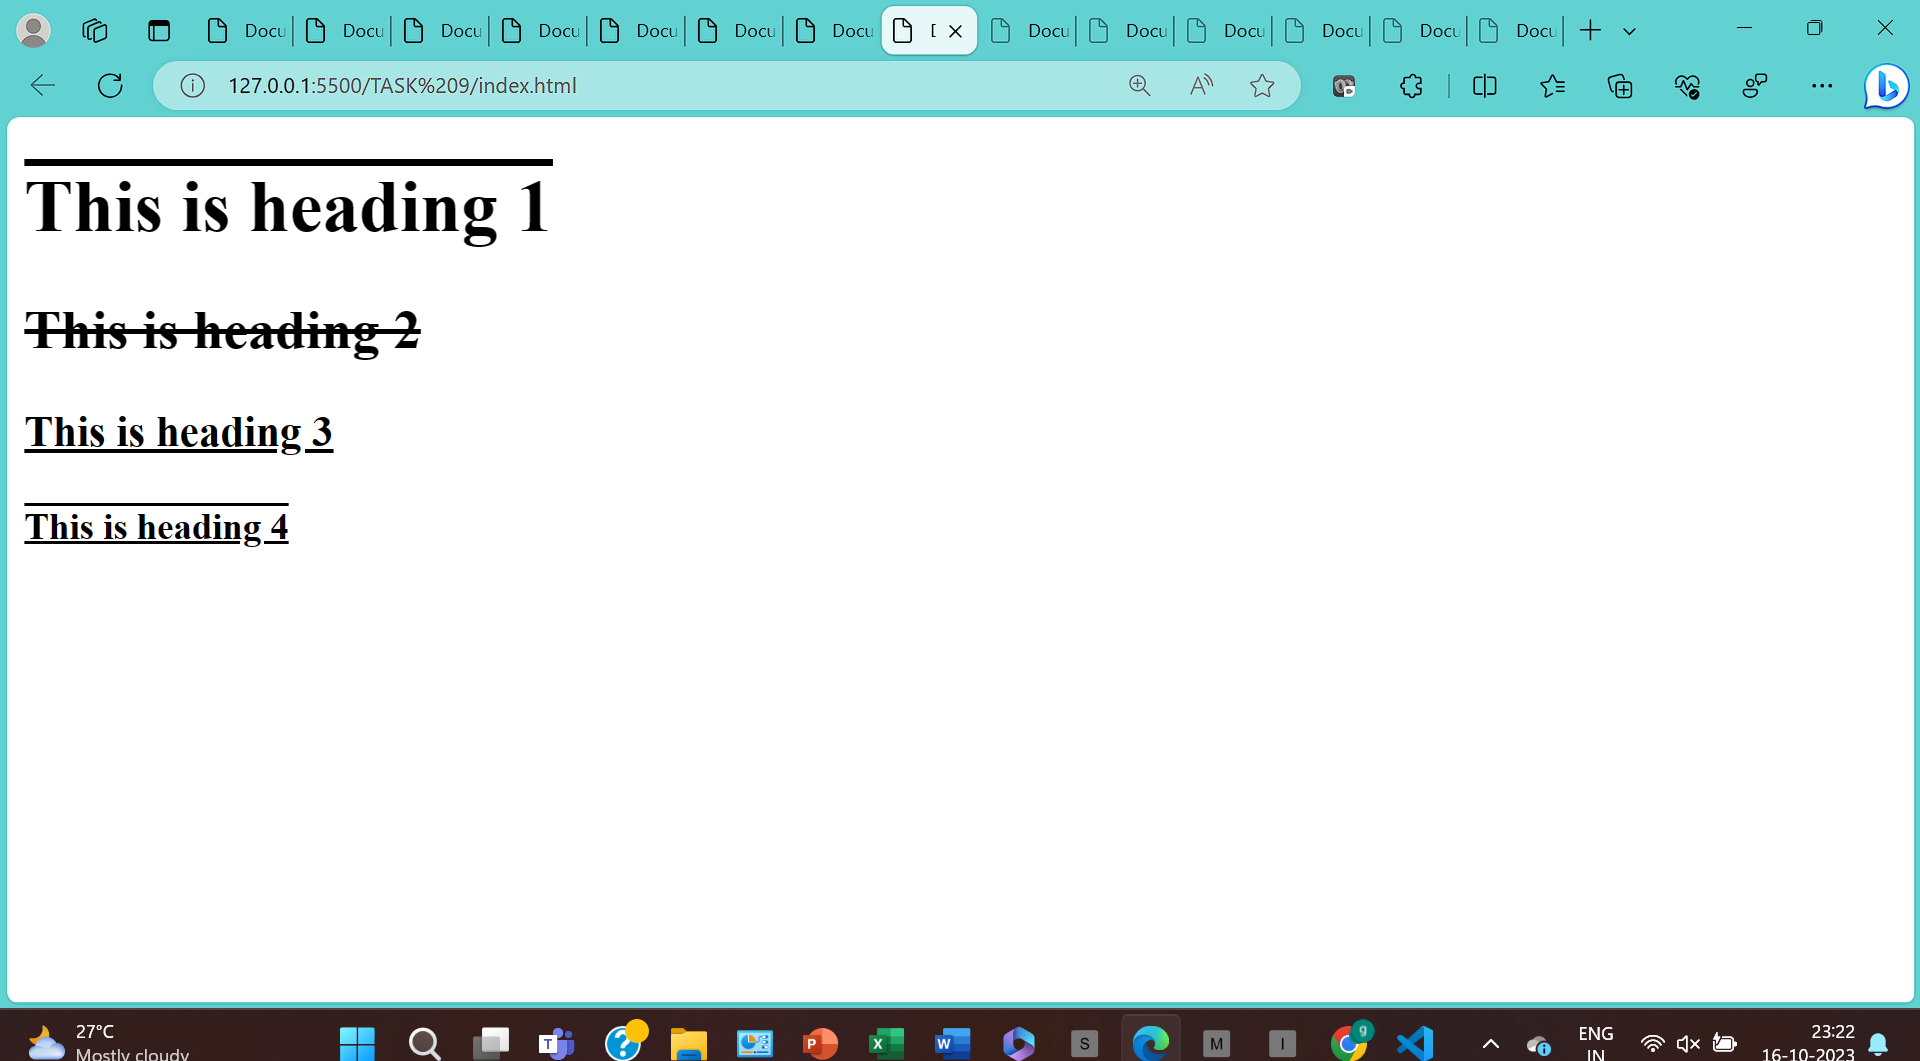 Docu Docu Docu Docu Docu Docu Docu Docu Docu Docu Docu Docu Docu
127.0.0.1:5500/TASK%209/index.html
This is heading 1
This is heading 2
This is heading 3
This is heading 4
27°C
Mostly cloudy
T ? P X W S M I g
ENG
IN
23:22
16-10-2023